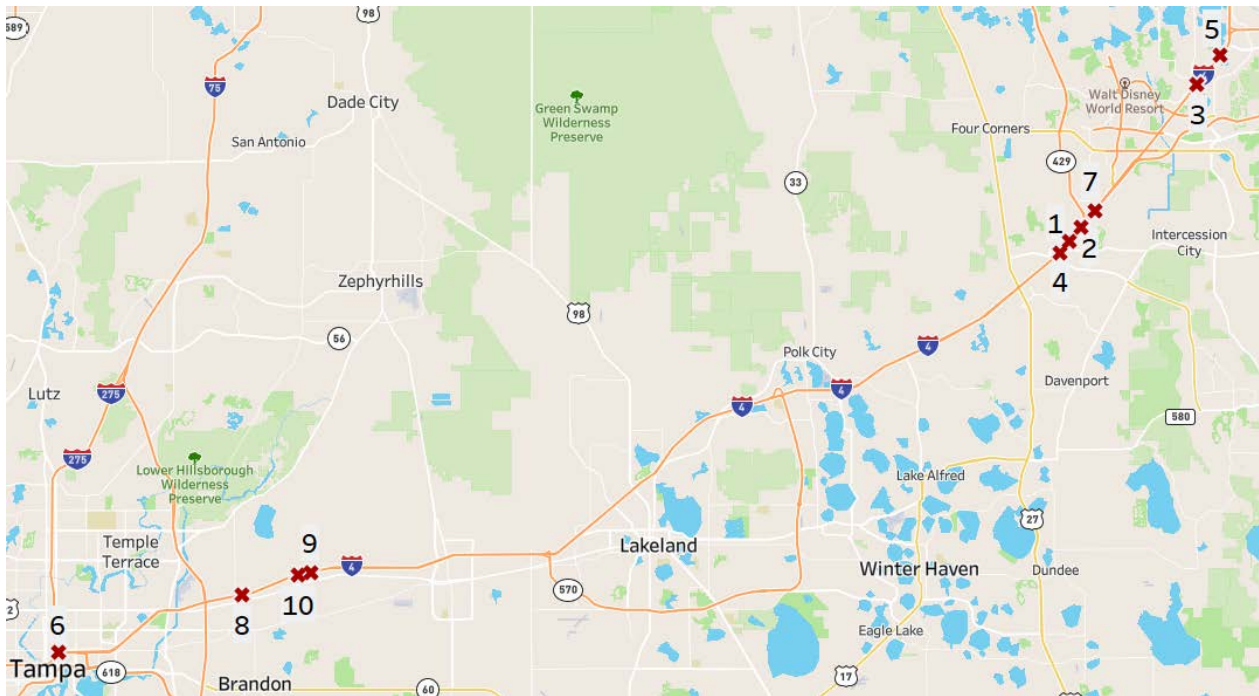 589
98
5
75
4
Dade City
Green Swamp
Wilderness
Preserve
Walt Disney
World Resort
3
San Antonio
Four Corners
429
33
7
1
2
Intercession
City
4
Zephyrhills
98
56
Polk City
4
Lutz
275
4
4
Davenport
580
275
Lower Hillsborough
Wilderness
Preserve
Lake Alfred
27
Temple
Terrace
9
Lakeland
4
Winter Haven
Dundee
570
2
10
8
6
Eagle Lake
Tampa
618
Brandon
60
17